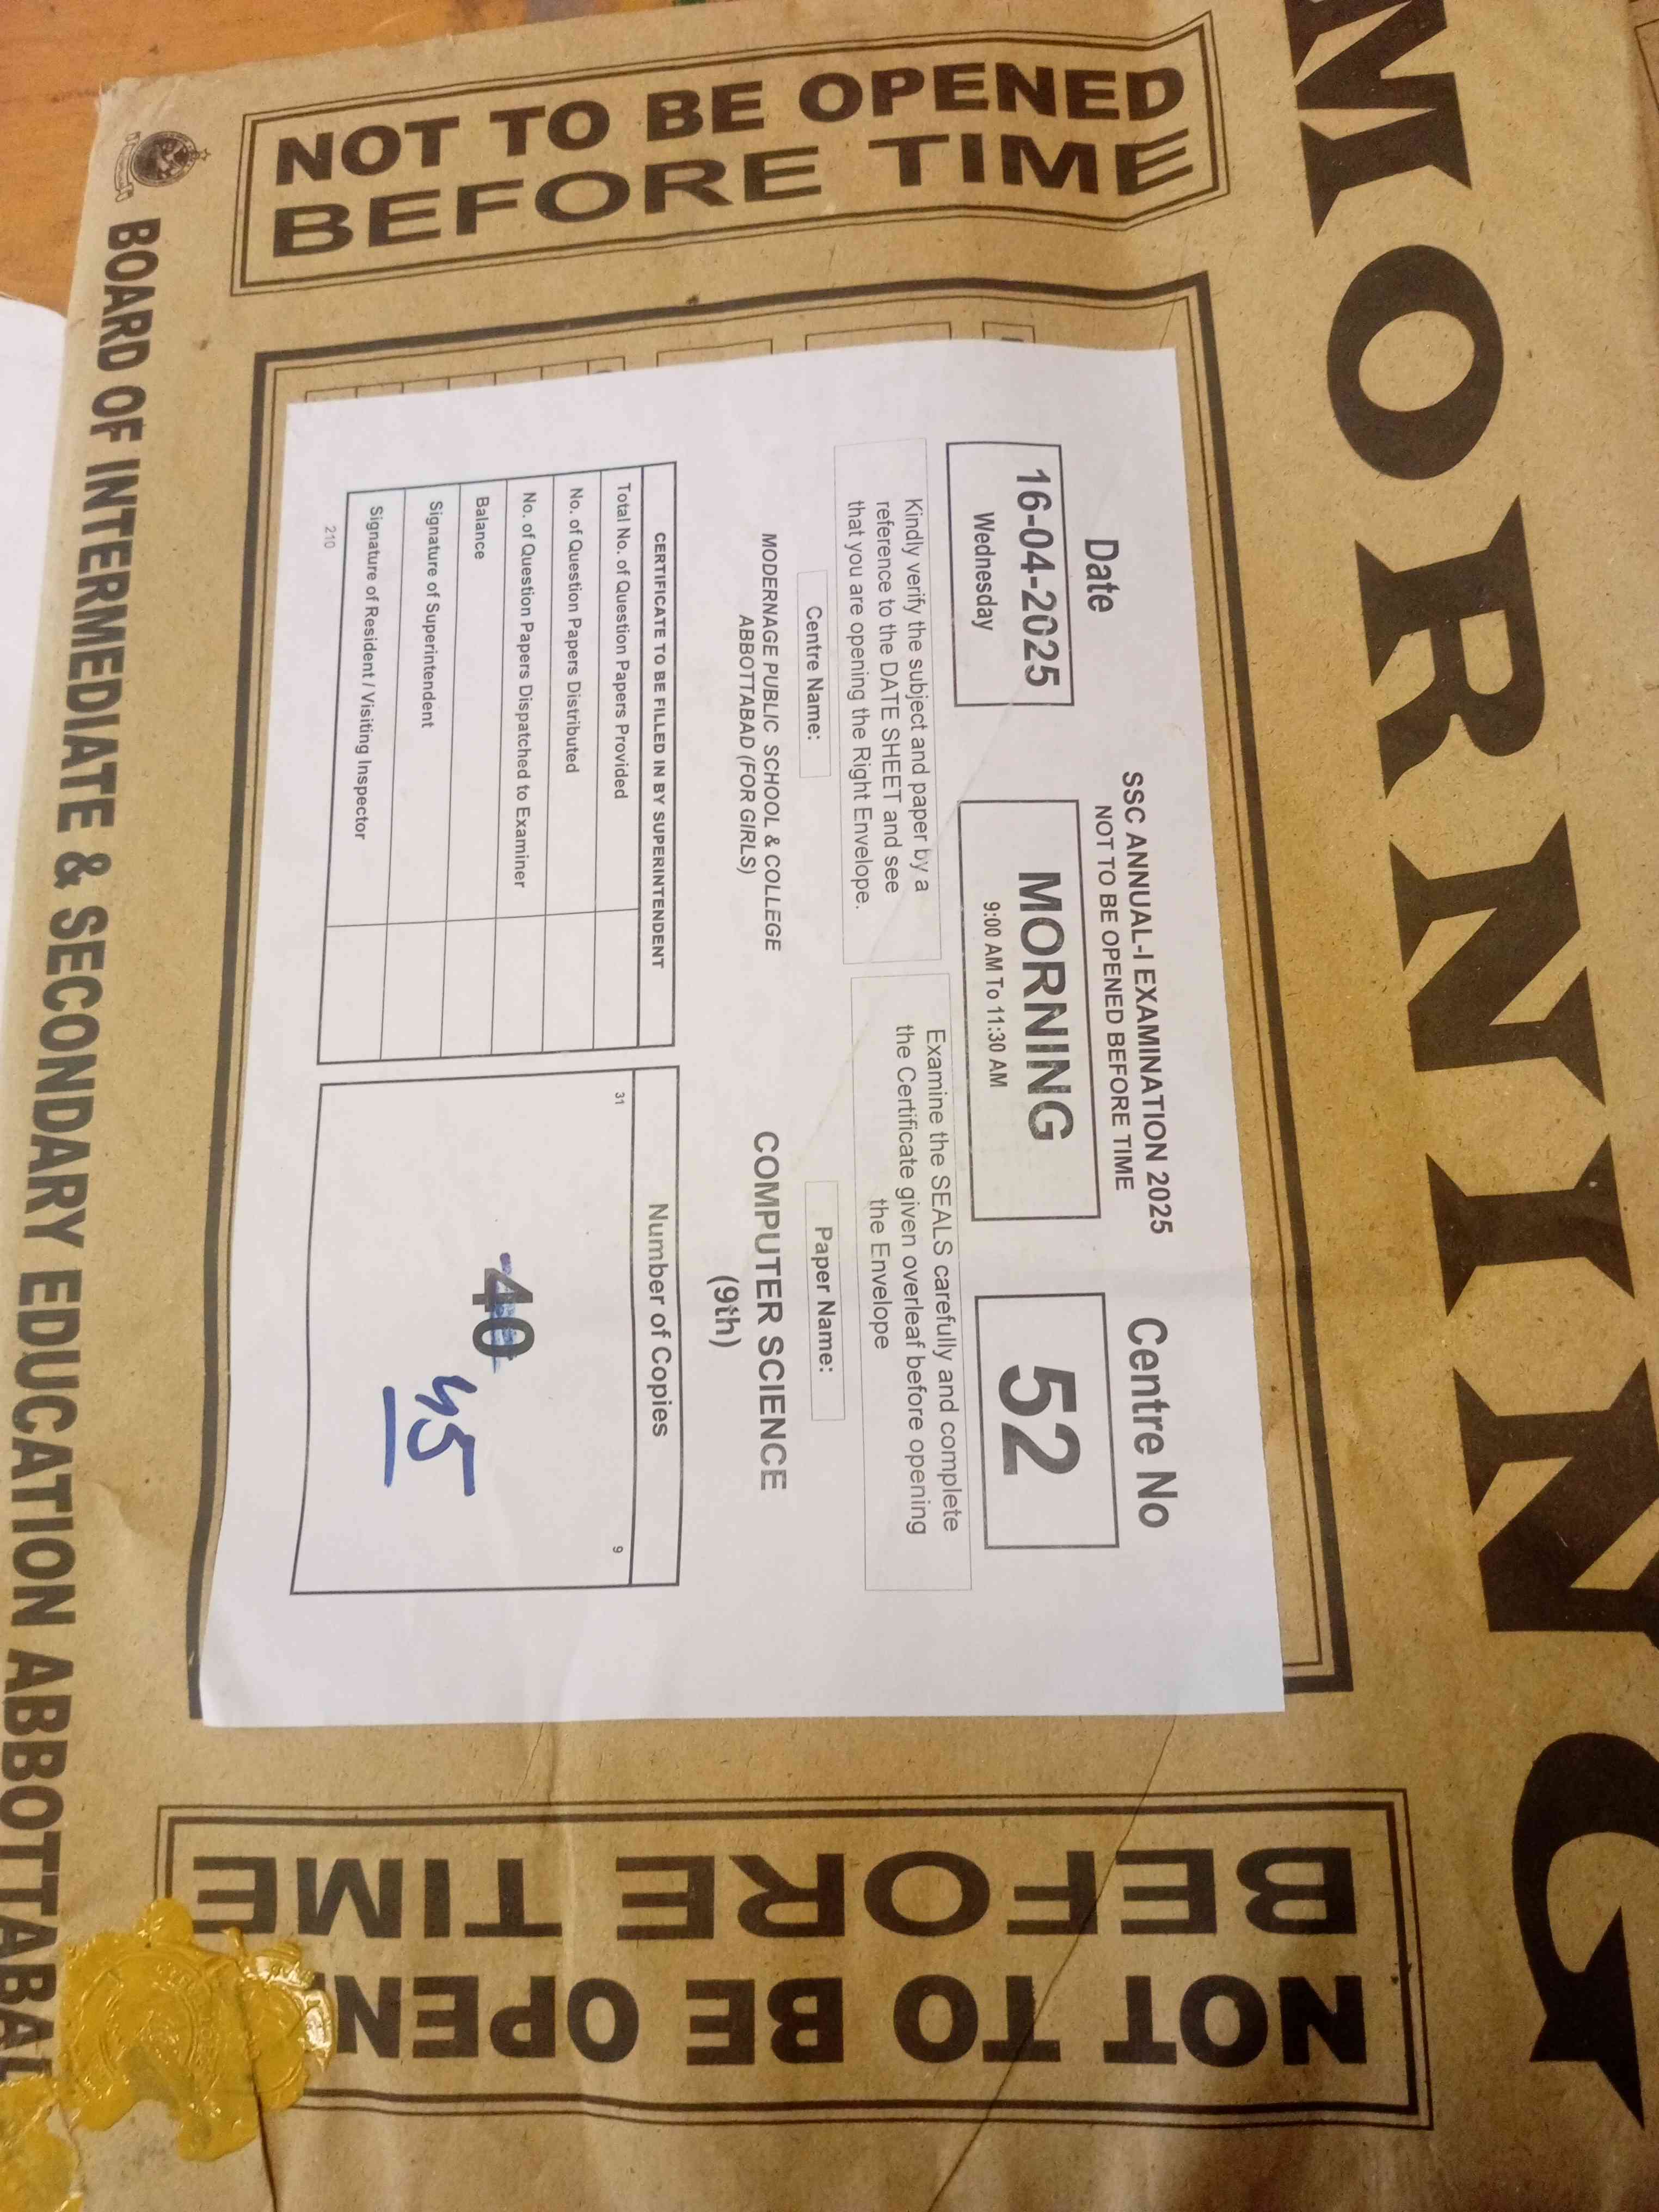 MORNING
NOT TO BE OPENED
BEFORE TIME
SSC ANNUAL-I EXAMINATION 2025
NOT TO BE OPENED BEFORE TIME
Date
Centre No
16-04-2025
Wednesday
MORNING
9:00 AM To 11:30 AM
52
Kindly verify the subject and paper by a
reference to the DATE SHEET and see
that you are opening the Right Envelope.
Examine the SEALS carefully and complete
the Certificate given overleaf before opening
the Envelope
Centre Name:
Paper Name:
MODERNAGE PUBLIC SCHOOL & COLLEGE
ABBOTTABAD (FOR GIRLS)
COMPUTER SCIENCE
(9th)
CERTIFICATE TO BE FILLED IN BY SUPERINTENDENT
Total No. of Question Papers Provided
No. of Question Papers Distributed
No. of Question Papers Dispatched to Examiner
Balance
Signature of Superintendent
Signature of Resident / Visiting Inspector
210
Number of Copies
31
9
40
45
NOT TO BE OPEN
BEFORE TIME
BOARD OF INTERMEDIATE & SECONDARY EDUCATION ABBOTTABA